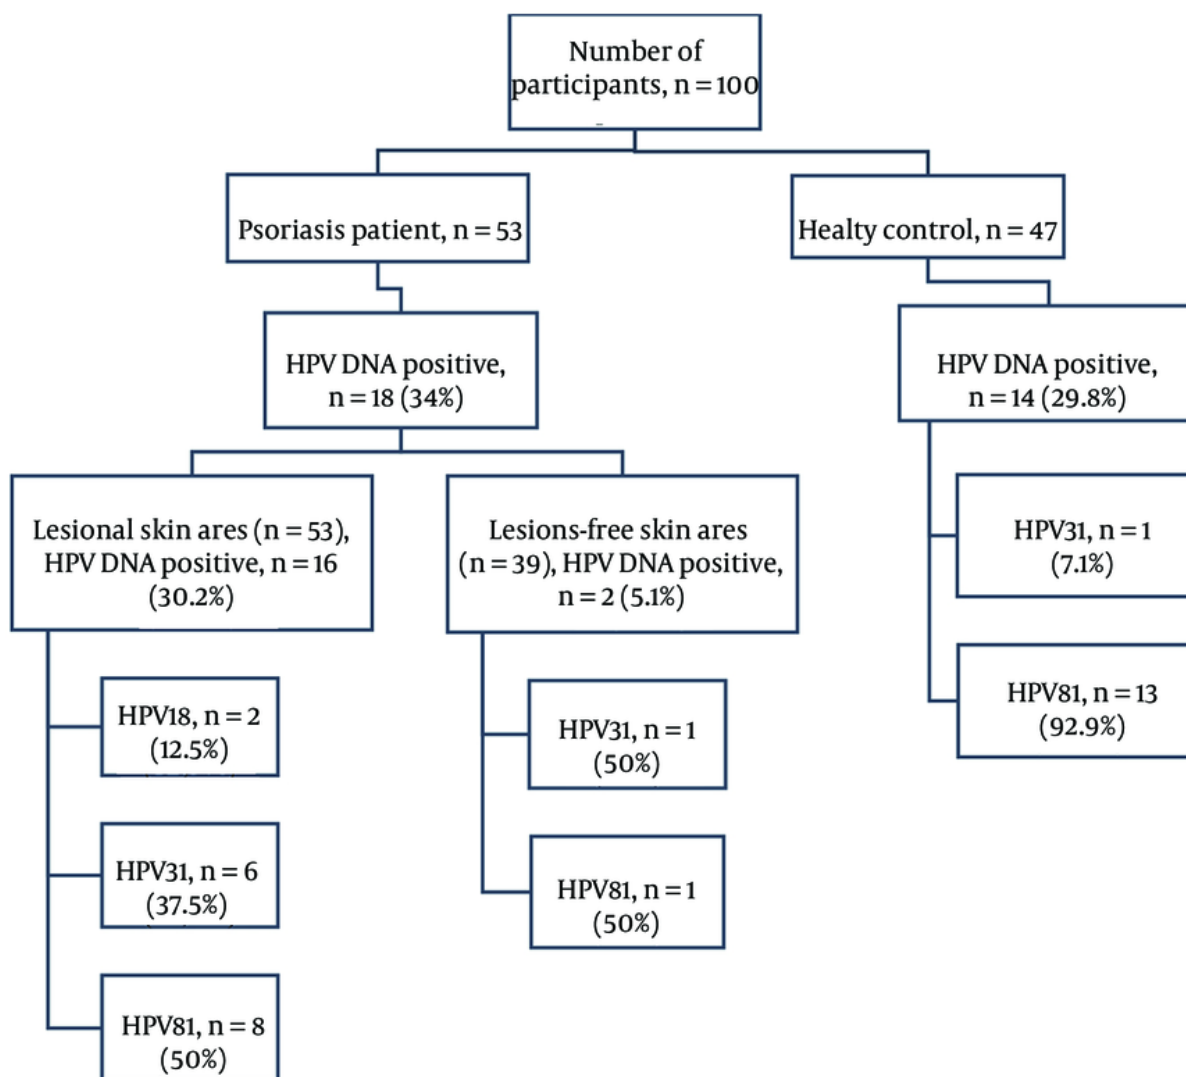 Number of
participants, n = 100
Psoriasis patient, n = 53
Healty control, n = 47
HPV DNA positive,
n = 18 (34%)
HPV DNA positive,
n = 14 (29.8%)
Lesional skin ares (n = 53),
HPV DNA positive, n = 16
(30.2%)
Lesions-free skin ares
(n = 39), HPV DNA positive,
n = 2 (5.1%)
HPV31, n = 1
(7.1%)
HPV81, n = 13
(92.9%)
HPV18, n = 2
(12.5%)
HPV31, n = 6
(37.5%)
HPV81, n = 8
(50%)
HPV31, n = 1
(50%)
HPV81, n = 1
(50%)